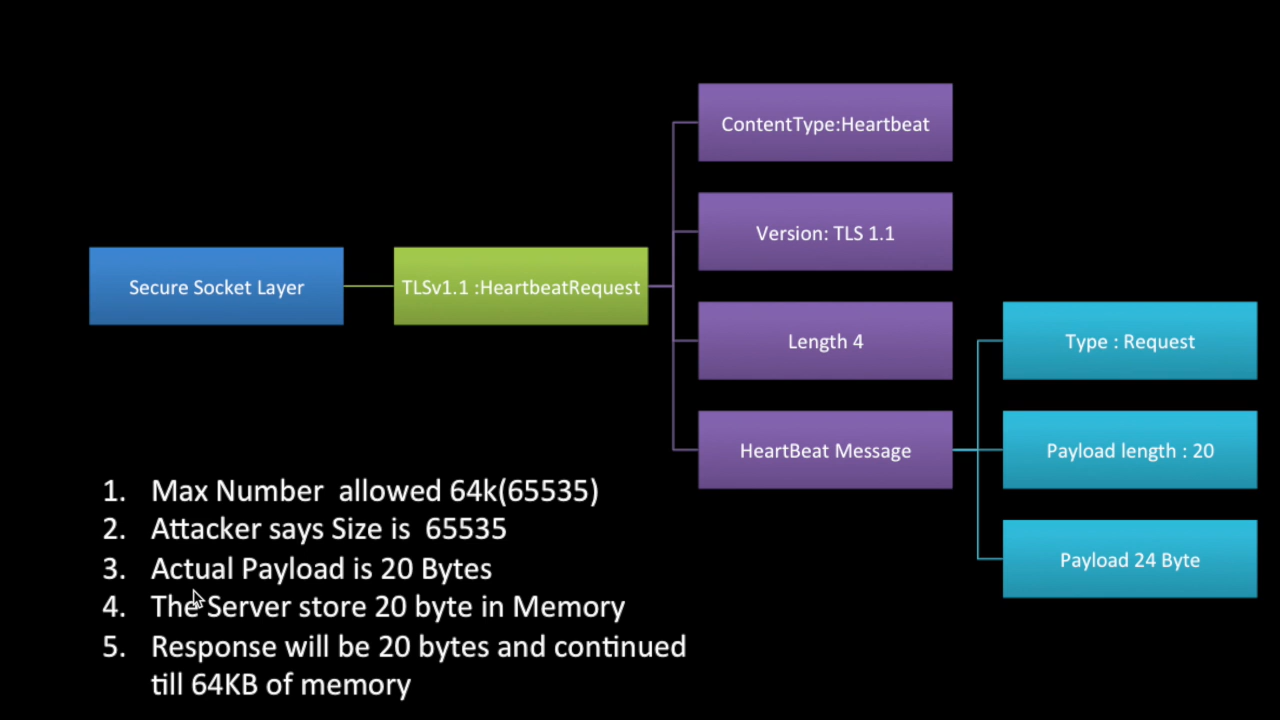 ContentType:Heartbeat
Version: TLS 1.1
Secure Socket Layer
TLSv1.1 :HeartbeatRequest
Length 4
Type : Request
HeartBeat Message
Payload length : 20
Payload 24 Byte
1. Max Number allowed 64k(65535)
2. Attacker says Size is 65535
3. Actual Payload is 20 Bytes
4. The Server store 20 byte in Memory
5. Response will be 20 bytes and continued
till 64KB of memory